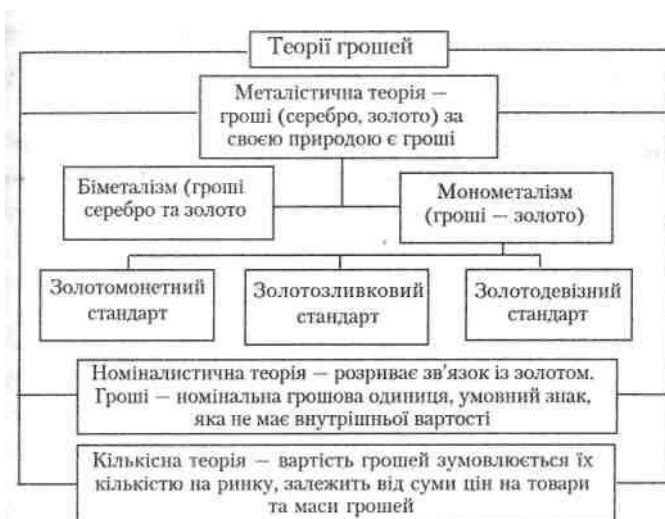 Теорії грошей
Металістична теорія —
гроші (серебро, золото) за
своєю природою є гроші
Біметалізм (гроші
серебро та золото
Монометалізм
(гроші — золото)
Золотомонетний
стандарт
Золотозливковий
стандарт
Золотодевізний
стандарт
Номіналистична теорія — розриває зв'язок із золотом.
Гроші — номінальна грошова одиниця, умовний знак,
яка не має внутрішньої вартості
Кількісна теорія — вартість грошей зумовлюється їх
кількістю на ринку, залежить від суми цін на товари
та маси грошей